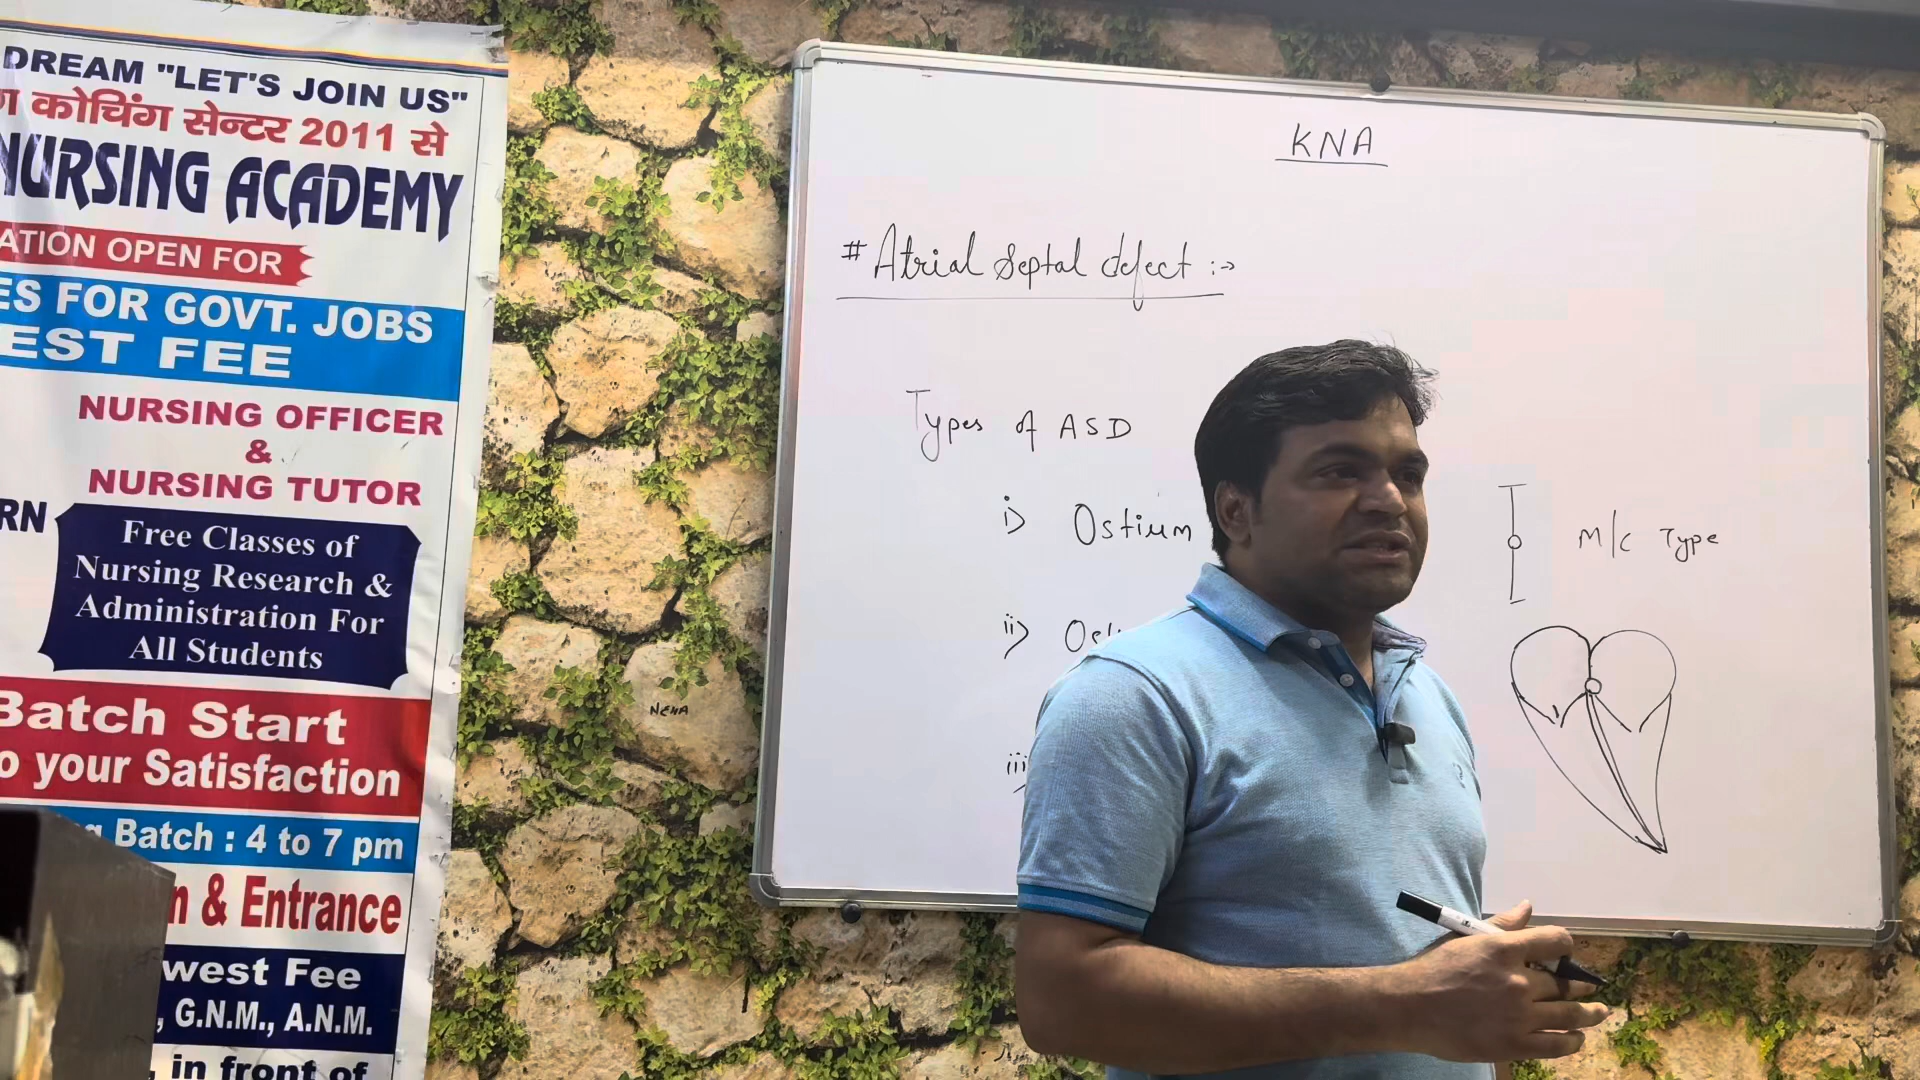 DREAM "LET'S JOIN US"
कोचिंग सेन्टर 2011 से
NURSING ACADEMY
ATION OPEN FOR
ES FOR GOVT. JOBS
EST FEE
NURSING OFFICER
&
NURSING TUTOR
RN
Free Classes of
Nursing Research &
Administration For
All Students
Batch Start
o your Satisfaction
Batch : 4 to 7 pm
n & Entrance
west Fee
, G.N.M., A.N.M.
, in front of
KNA
# Atrial Septal defect :->
Types of ASD
i> Ostium
M/C Type
ii> Ost
iii